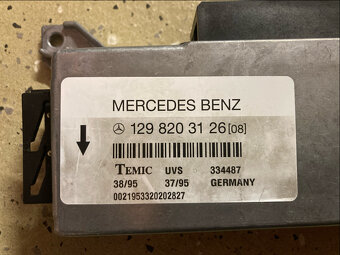 MERCEDES BENZ
129 820 31 26 [08]
TEMIC UVS 334487
38/95 37/95 GERMANY
0021953320202827